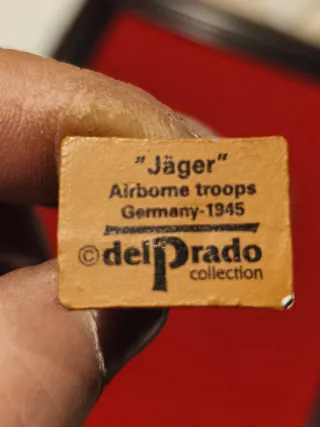 "Jäger"
Airborne troops
Germany-1945
©delPrado
collection